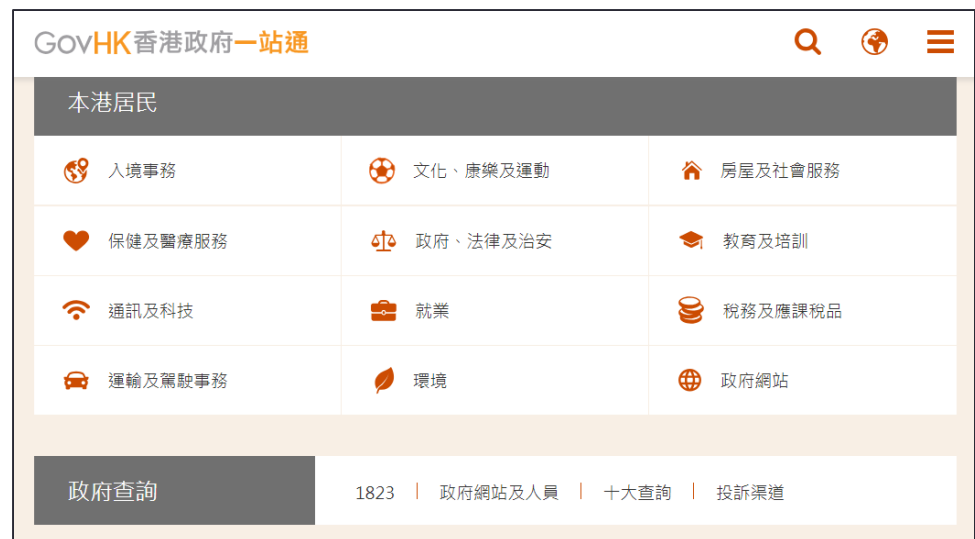 GovHK香港政府一站通
本港居民
入境事務 文化、康樂及運動 房屋及社會服務
保健及醫療服務 政府、法律及治安 教育及培訓
通訊及科技 就業 稅務及應課稅品
運輸及駕駛事務 環境 政府網站
政府查詢 1823 | 政府網站及人員 | 十大查詢 | 投訴渠道